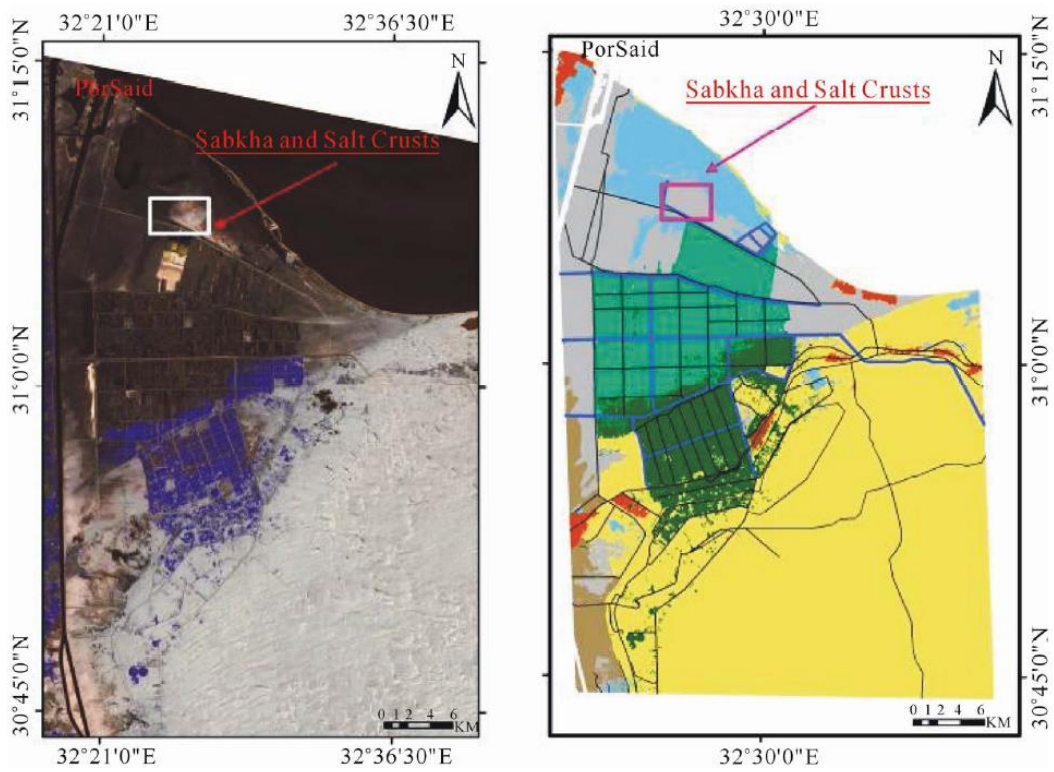 32°21'0"E 32°36'30"E
31°15'0"N
PorSaid
N
Sabkha and Salt Crusts
31°0'0"N
30°45'0"N
0 1 2 4 6
KM
32°21'0"E 32°36'30"E
32°30'0"E
PorSaid
N
31°15'0"N
Sabkha and Salt Crusts
31°0'0"N
30°45'0"N
0 1 2 4 6
KM
32°30'0"E